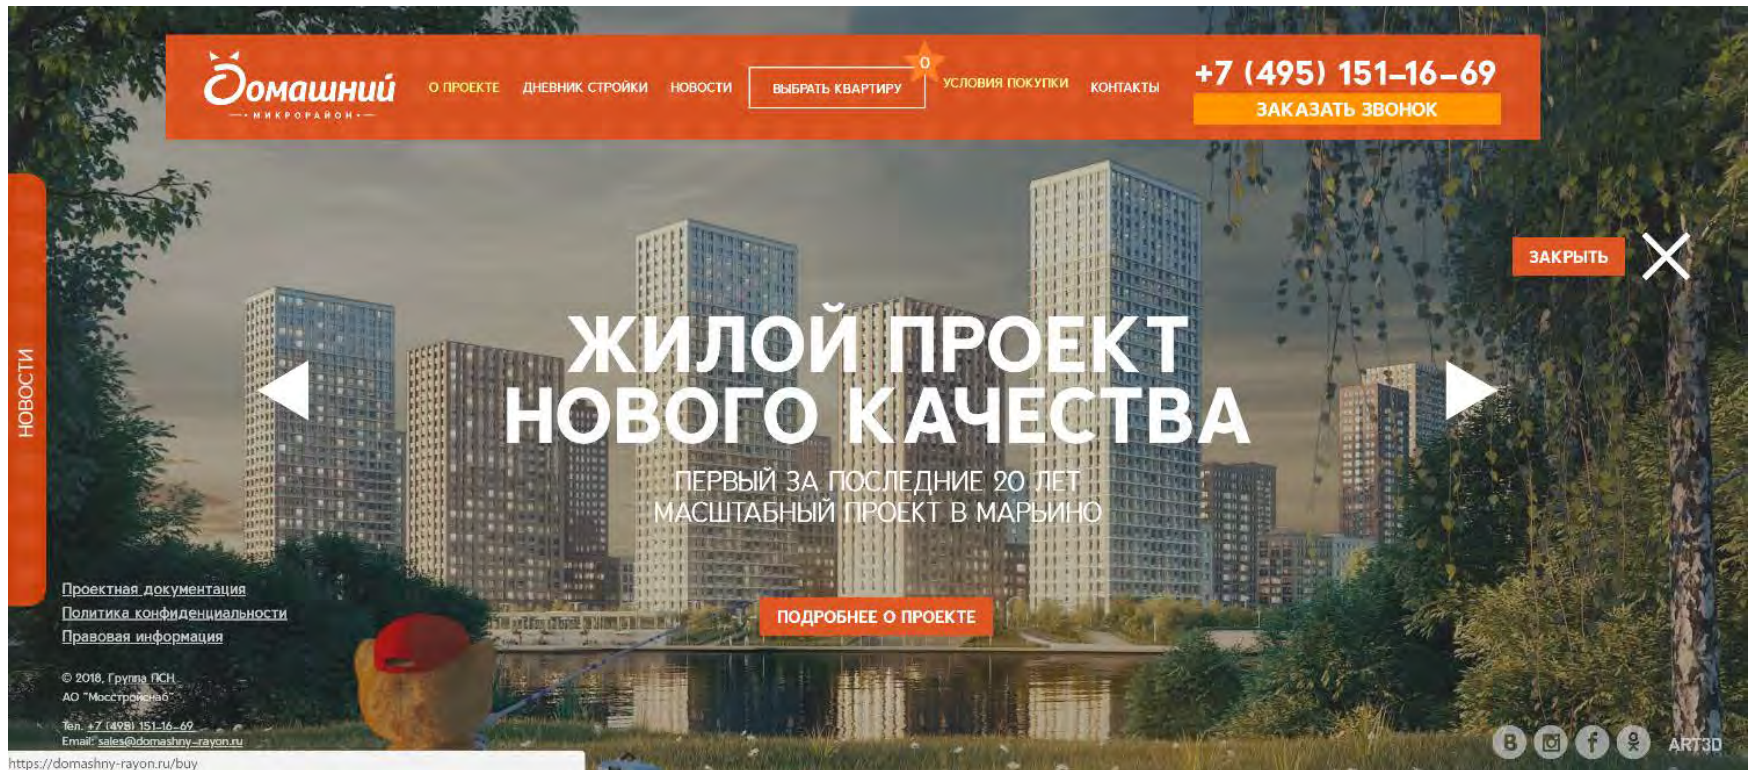 Домашний
МИКРОРАЙОН
О ПРОЕКТЕ
ДНЕВНИК СТРОЙКИ
НОВОСТИ
ВЫБРАТЬ КВАРТИРУ
0
УСЛОВИЯ ПОКУПКИ
КОНТАКТЫ
+7 (495) 151-16-69
ЗАКАЗАТЬ ЗВОНОК
НОВОСТИ
ЗАКРЫТЬ
ЖИЛОЙ ПРОЕКТ
НОВОГО КАЧЕСТВА
ПЕРВЫЙ ЗА ПОСЛЕДНИЕ 20 ЛЕТ
МАСШТАБНЫЙ ПРОЕКТ В МАРЬИНО
ПОДРОБНЕЕ О ПРОЕКТЕ
Проектная документация
Политика конфиденциальности
Правовая информация
© 2018, Группа ПСН
АО "Мосстройснаб"
Тел. +7 (498) 151-16-69
Email: sales@domashny-rayon.ru
https://domashny-rayon.ru/buy
ART3D